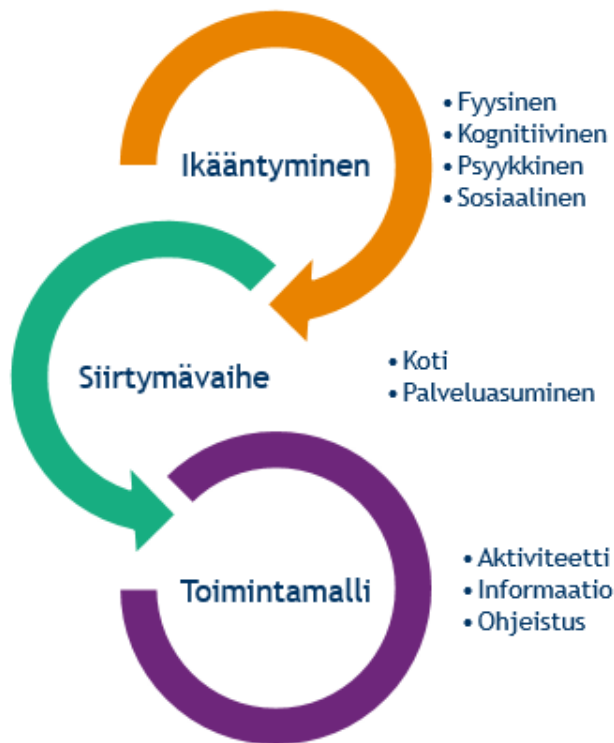 Ikääntyminen
• Fyysinen
• Kognitiivinen
• Psyykkinen
• Sosiaalinen
Siirtymävaihe
• Koti
• Palveluasuminen
Toimintamalli
• Aktiviteetti
• Informaatio
• Ohjeistus